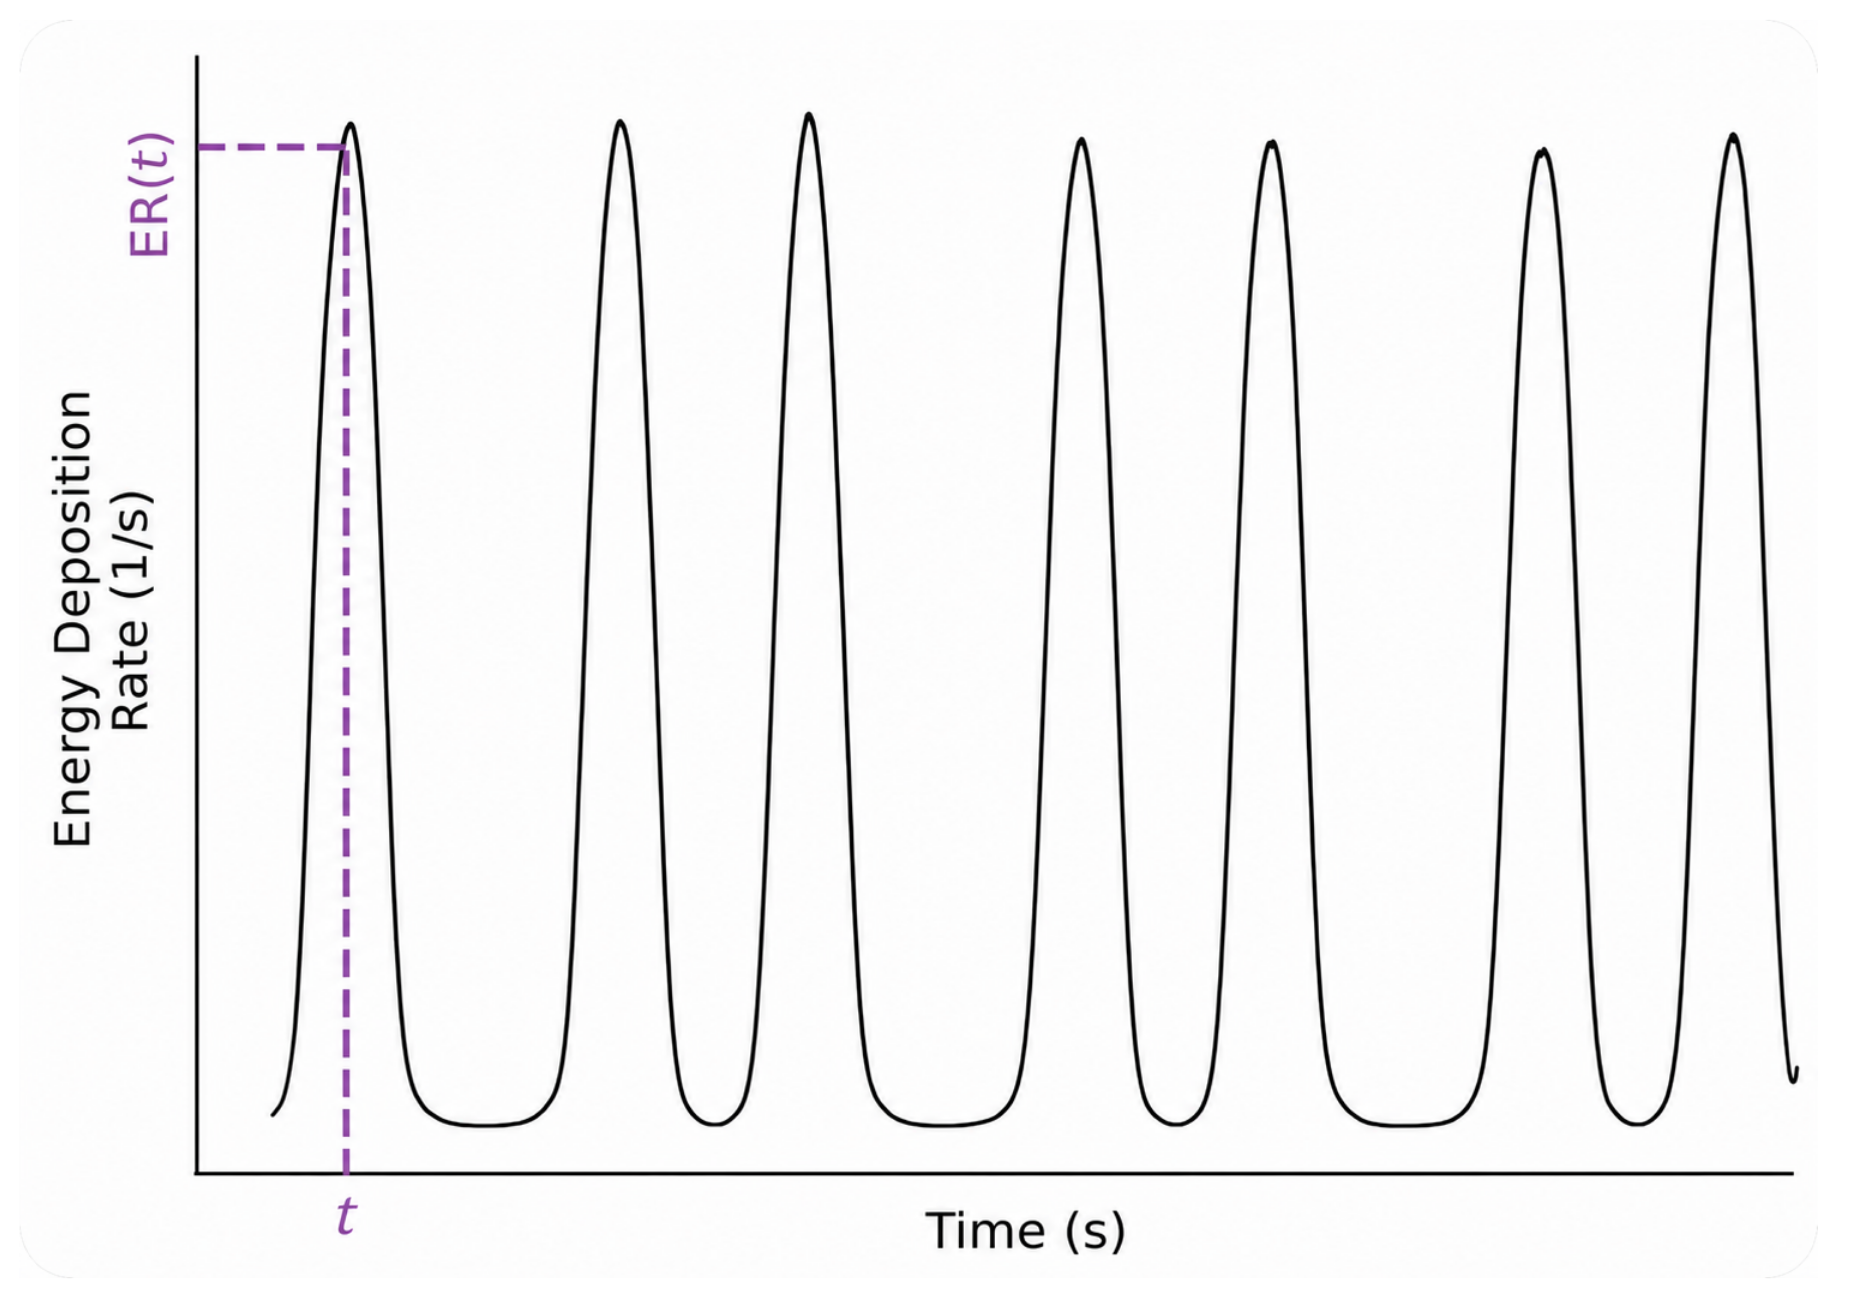 ER(t)
Energy Deposition
Rate (1/s)
t
Time (s)